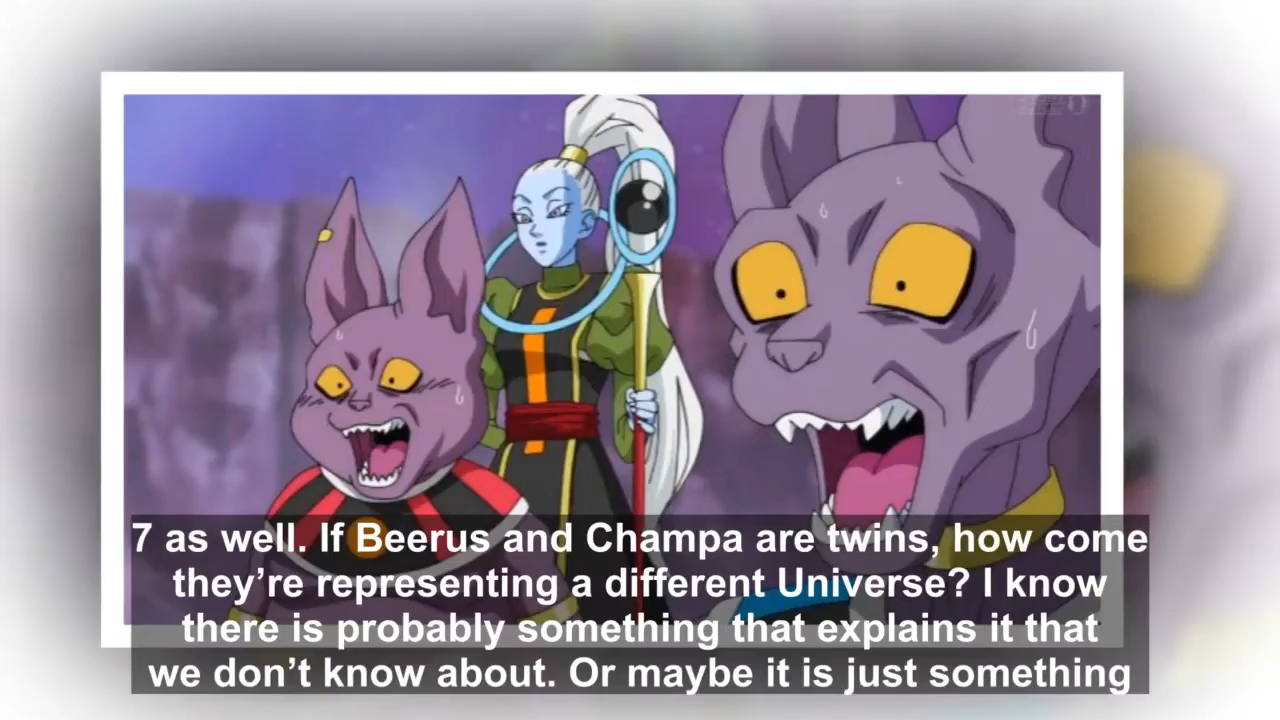 7 as well. If Beerus and Champa are twins, how come
they’re representing a different Universe? I know
there is probably something that explains it that
we don’t know about. Or maybe it is just something